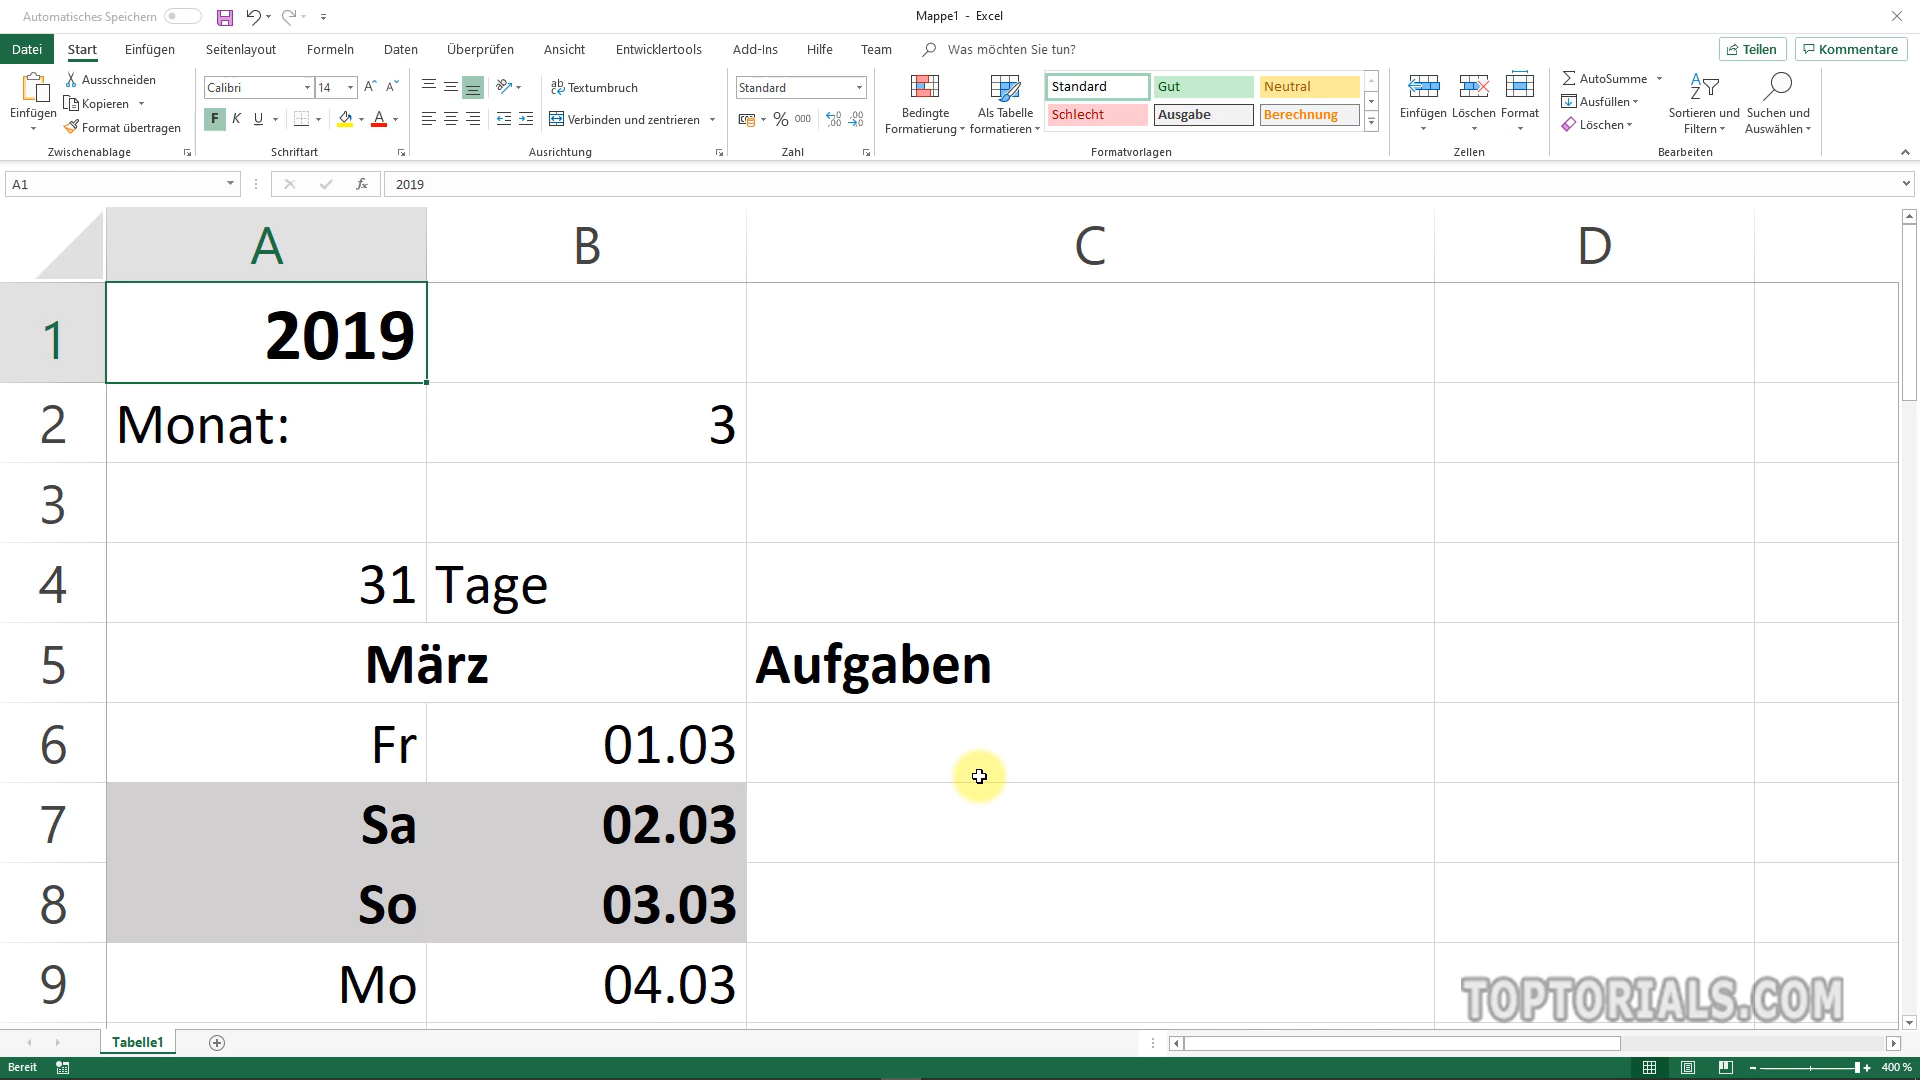 Automatisches Speichern
Mappe1 - Excel
Datei Start Einfügen Seitenlayout Formeln Daten Überprüfen Ansicht Entwicklertools Add-Ins Hilfe Team Was möchten Sie tun? Teilen Kommentare
Einfügen
Ausschneiden
Kopieren
Format übertragen
Zwischenablage
Calibri 14
F K U
Schriftart
Textumbruch
Verbinden und zentrieren
Ausrichtung
Standard
% 000
Zahl
Bedingte Formatierung
Als Tabelle formatieren
Standard Gut Neutral
Schlecht Ausgabe Berechnung
Formatvorlagen
Einfügen Löschen Format
Zellen
AutoSumme
Ausfüllen
Löschen
Sortieren und Filtern
Suchen und Auswählen
Bearbeiten
A1 fx 2019
A B C D
1 2019
2 Monat: 3
3
4 31 Tage
5 März Aufgaben
6 Fr 01.03
7 Sa 02.03
8 So 03.03
9 Mo 04.03
TOPTORIALS.COM
Tabelle1
Bereit 400 %